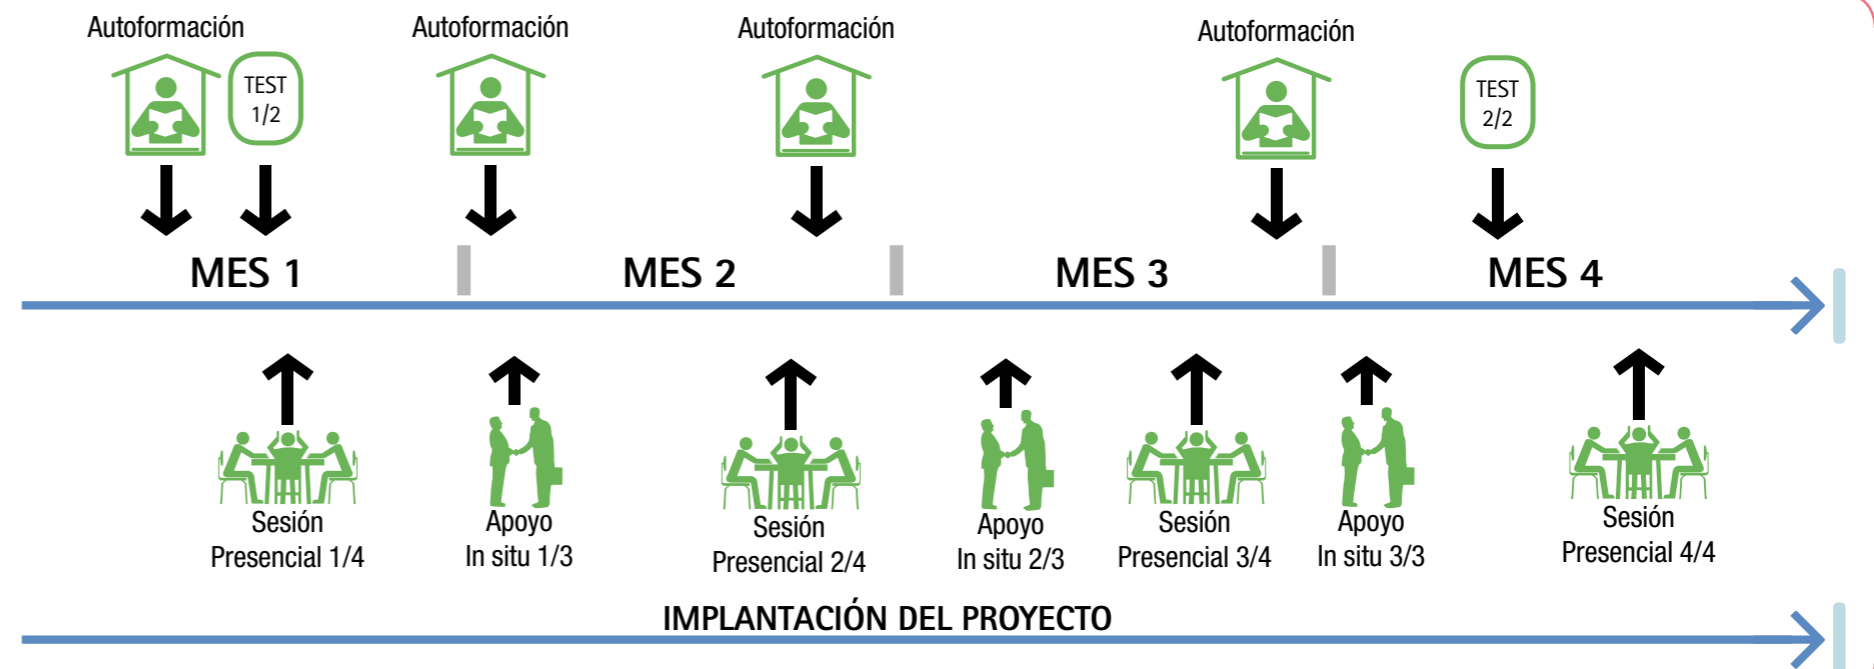 Autoformación
Autoformación
Autoformación
Autoformación
TEST
1/2
TEST
2/2
MES 1
MES 2
MES 3
MES 4
Sesión
Presencial 1/4
Apoyo
In situ 1/3
Sesión
Presencial 2/4
Apoyo
In situ 2/3
Sesión
Presencial 3/4
Apoyo
In situ 3/3
Sesión
Presencial 4/4
IMPLANTACIÓN DEL PROYECTO